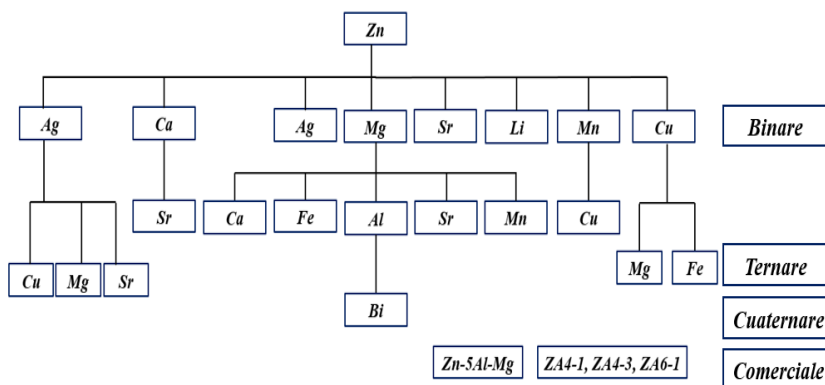 Zn
Ag Ca Ag Mg Sr Li Mn Cu Binare
Sr Ca Fe Al Sr Mn Cu
Cu Mg Sr Mg Fe Ternare
Bi Cuaternare
Zn-5Al-Mg ZA4-1, ZA4-3, ZA6-1 Comerciale